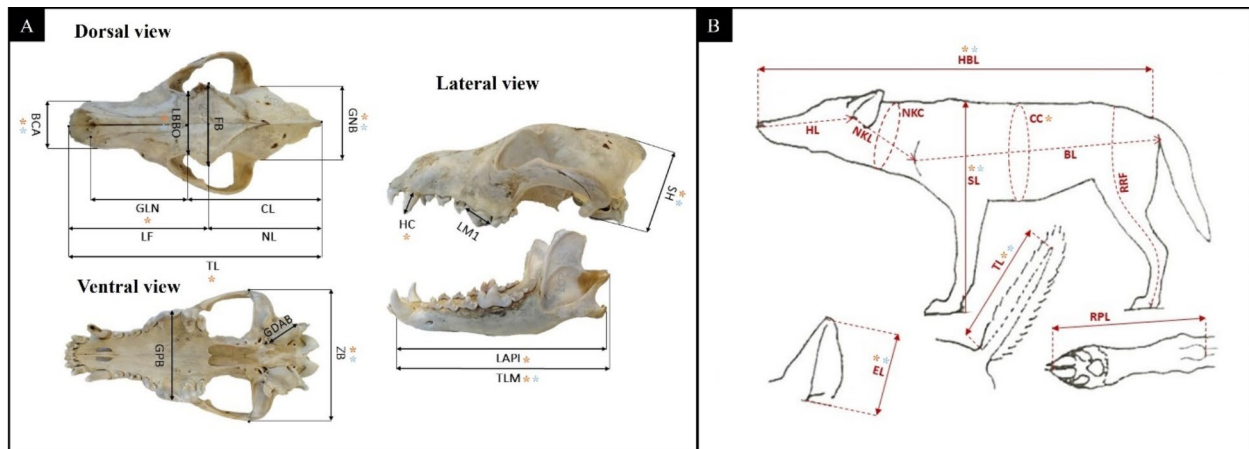 A
Dorsal view
BCA
LBBO
FB
GNB
GLN
CL
LF
NL
TL
Lateral view
SH
HC
LM1
LAPI
TLM
Ventral view
GPB
GDAB
ZB
B
HBL
HL
NKL
NKC
CC
BL
SL
RRF
TL
EL
RPL